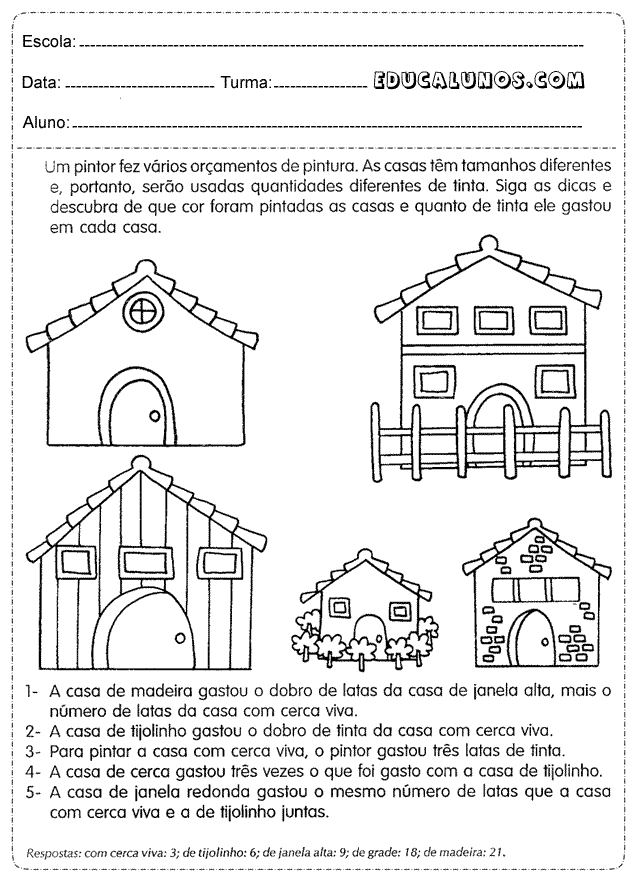 Escola:
Data: Turma: EDUCALUNOS.COM
Aluno:
Um pintor fez vários orçamentos de pintura. As casas têm tamanhos diferentes
e, portanto, serão usadas quantidades diferentes de tinta. Siga as dicas e
descubra de que cor foram pintadas as casas e quanto de tinta ele gastou
em cada casa.
1- A casa de madeira gastou o dobro de latas da casa de janela alta, mais o
número de latas da casa com cerca viva.
2- A casa de tijolinho gastou o dobro de tinta da casa com cerca viva.
3- Para pintar a casa com cerca viva, o pintor gastou três latas de tinta.
4- A casa de cerca gastou três vezes o que foi gasto com a casa de tijolinho.
5- A casa de janela redonda gastou o mesmo número de latas que a casa
com cerca viva e a de tijolinho juntas.
Respostas: com cerca viva: 3; de tijolinho: 6; de janela alta: 9; de grade: 18; de madeira: 21.